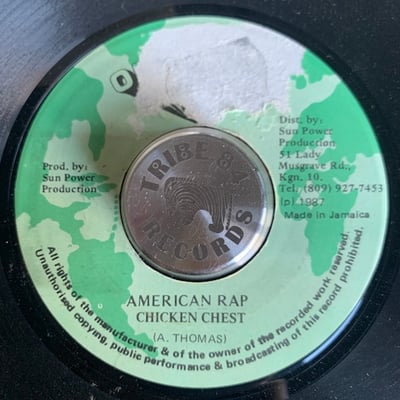 Prod. by:
Sun Power
Production
Dist. by:
Sun Power
Production
51 Lady
Musgrave Rd.,
Kgn. 10.
Tel. (809) 927-7453
(p) 1987
Made in Jamaica
TRIBE 84
RECORDS
AMERICAN RAP
CHICKEN CHEST
(A. THOMAS)
All rights of the manufacturer & of the owner of the recorded work reserved.
Unauthorised copying, public performance & broadcasting of this record prohibited.